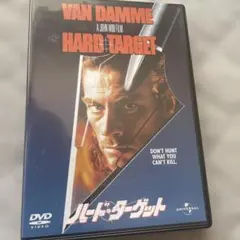 VAN DAMME
A JOHN WOO FILM
HARD TARGET
DON'T HUNT
WHAT YOU
CAN'T KILL.
DVD
VIDEO
ハード・ターゲット
UNIVERSAL